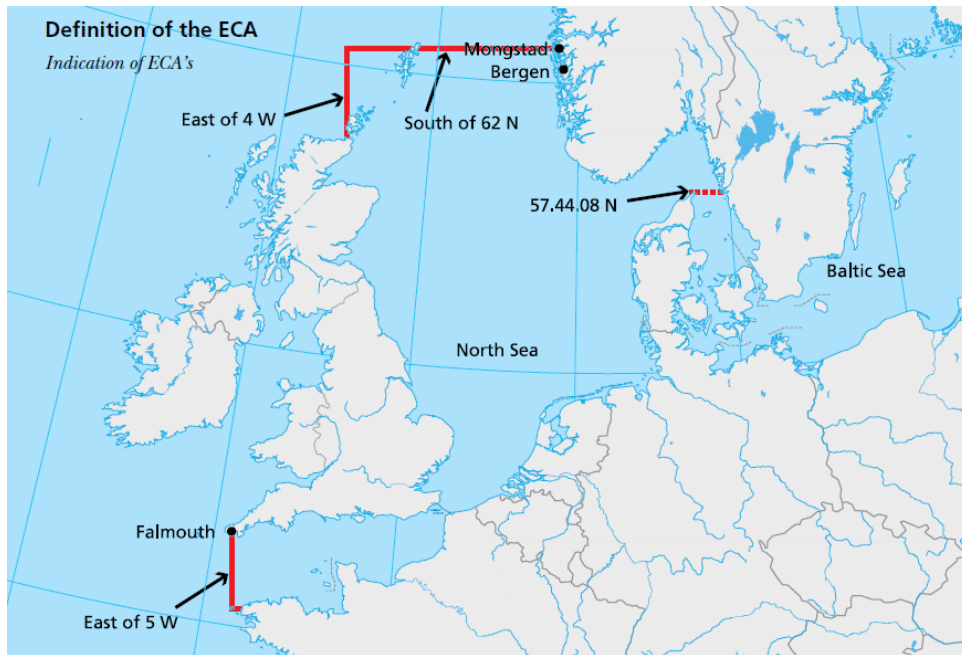 Definition of the ECA
Indication of ECA's
Mongstad
Bergen
East of 4 W
South of 62 N
57.44.08 N
Baltic Sea
North Sea
Falmouth
East of 5 W